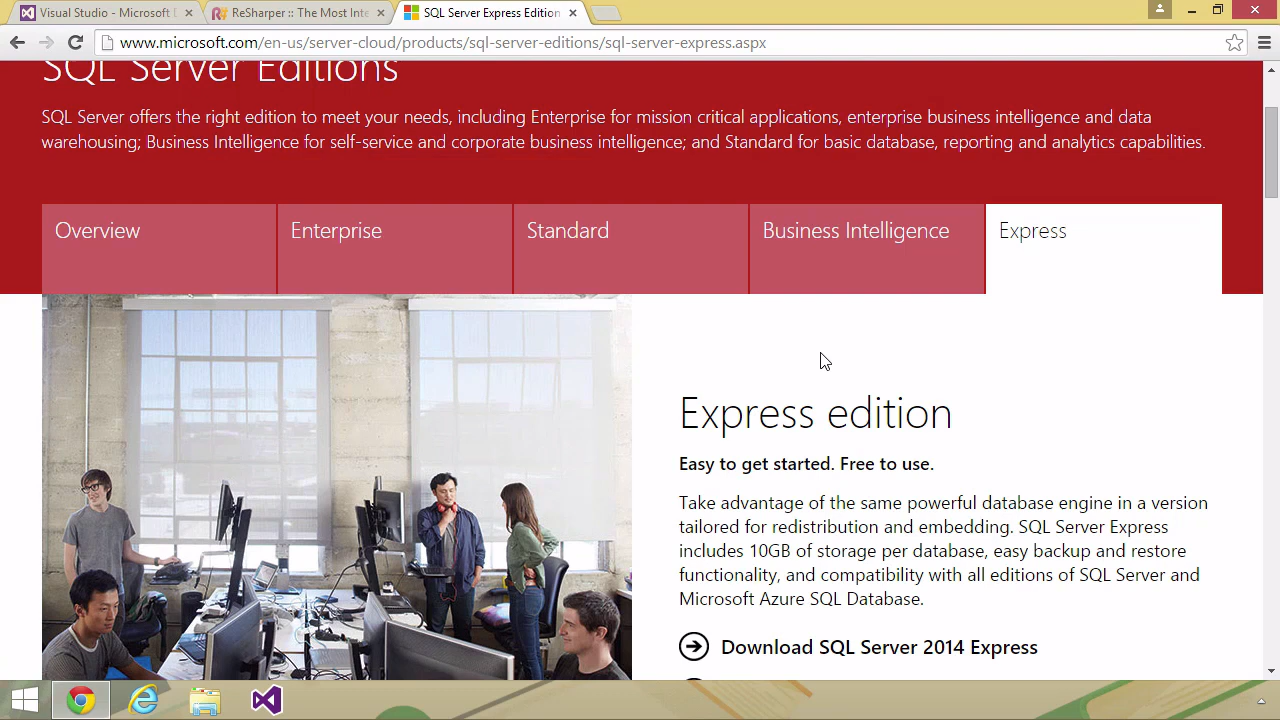 Visual Studio - Microsoft D
ReSharper :: The Most Inte
SQL Server Express Edition
www.microsoft.com/en-us/server-cloud/products/sql-server-editions/sql-server-express.aspx
SQL Server Editions
SQL Server offers the right edition to meet your needs, including Enterprise for mission critical applications, enterprise business intelligence and data
warehousing; Business Intelligence for self-service and corporate business intelligence; and Standard for basic database, reporting and analytics capabilities.
Overview
Enterprise
Standard
Business Intelligence
Express
Express edition
Easy to get started. Free to use.
Take advantage of the same powerful database engine in a version
tailored for redistribution and embedding. SQL Server Express
includes 10GB of storage per database, easy backup and restore
functionality, and compatibility with all editions of SQL Server and
Microsoft Azure SQL Database.
Download SQL Server 2014 Express